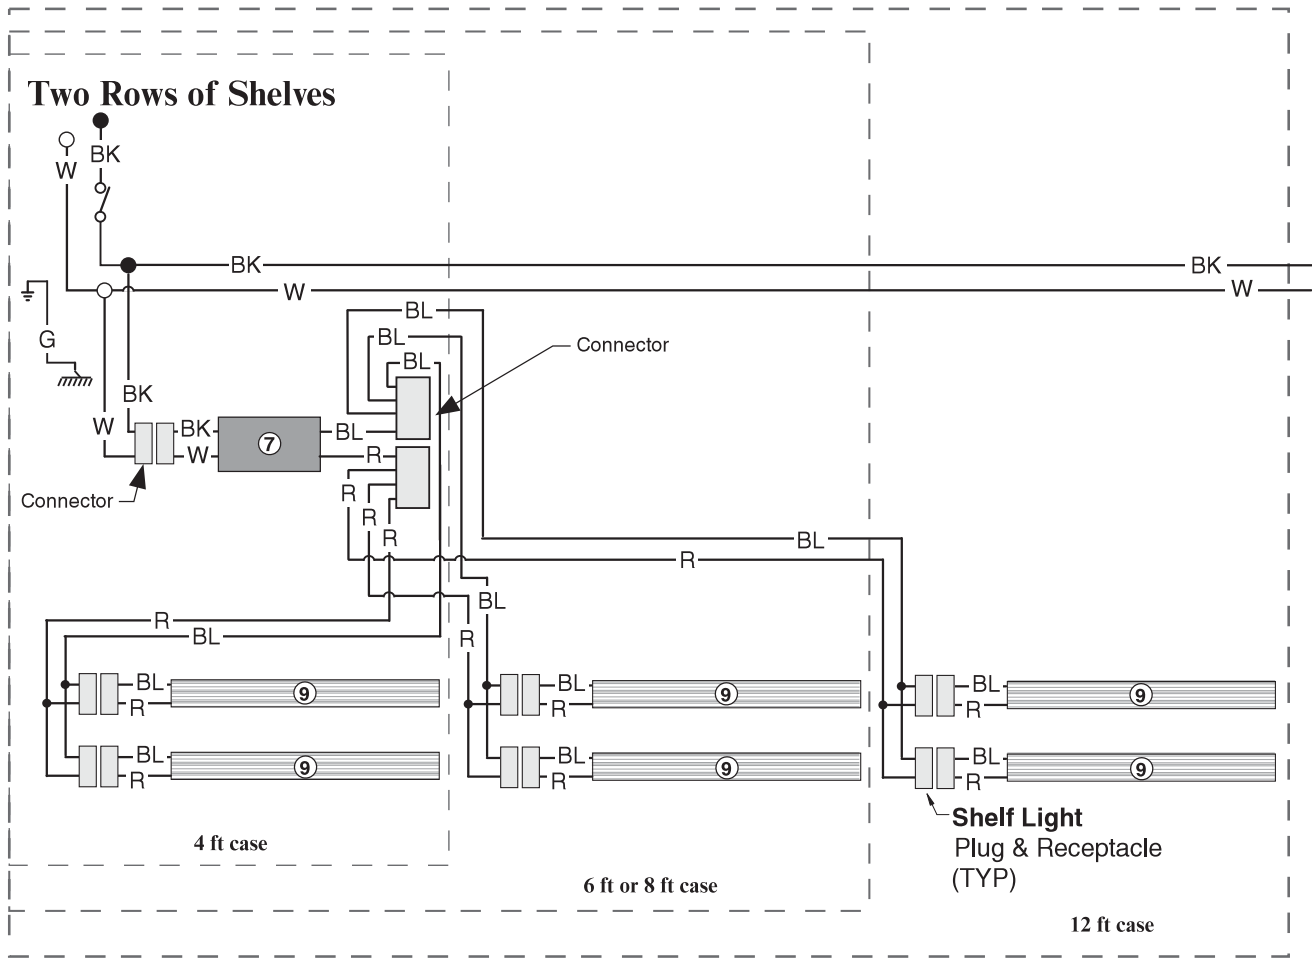 Two Rows of Shelves
BK
W
BK
BK
W
W
G
BL
BL
BL
Connector
BK
W
BK
W
7
BL
R
Connector
R
R
R
BL
R
R
BL
BL
R
BL
R
9
BL
R
9
BL
R
9
BL
R
9
BL
R
9
BL
R
9
Shelf Light
Plug & Receptacle
(TYP)
4 ft case
6 ft or 8 ft case
12 ft case